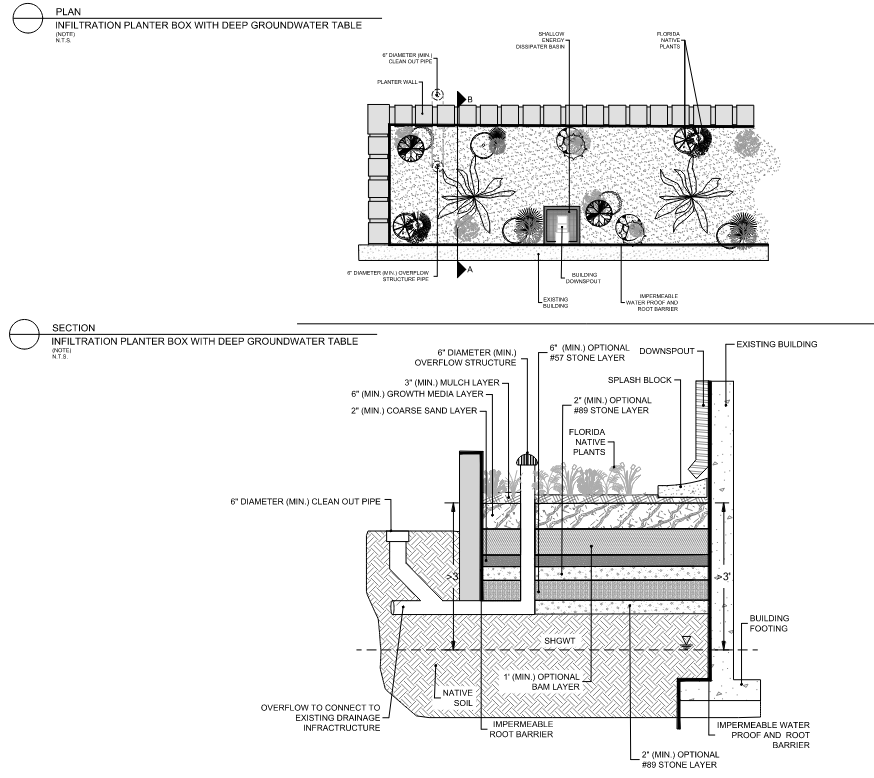 PLAN
INFILTRATION PLANTER BOX WITH DEEP GROUNDWATER TABLE
(NOTE)
N.T.S.
SHALLOW
ENERGY
DISSIPATER BASIN
FLORIDA
NATIVE
PLANTS
6" DIAMETER (MIN.)
CLEAN OUT PIPE
PLANTER WALL
B
A
6" DIAMETER (MIN.) OVERFLOW
STRUCTURE PIPE
EXISTING
BUILDING
BUILDING
DOWNSPOUT
IMPERMEABLE
WATER PROOF AND
ROOT BARRIER
SECTION
INFILTRATION PLANTER BOX WITH DEEP GROUNDWATER TABLE
(NOTE)
N.T.S.
6" DIAMETER (MIN.)
OVERFLOW STRUCTURE
6" (MIN.) OPTIONAL
#57 STONE LAYER
DOWNSPOUT
EXISTING BUILDING
3" (MIN.) MULCH LAYER
6" (MIN.) GROWTH MEDIA LAYER
2" (MIN.) COARSE SAND LAYER
SPLASH BLOCK
2" (MIN.) OPTIONAL
#89 STONE LAYER
FLORIDA
NATIVE
PLANTS
6" DIAMETER (MIN.) CLEAN OUT PIPE
>3'
>3'
BUILDING
FOOTING
SHGWT
1' (MIN.) OPTIONAL
BAM LAYER
NATIVE
SOIL
OVERFLOW TO CONNECT TO
EXISTING DRAINAGE
INFRACTRUCTURE
IMPERMEABLE
ROOT BARRIER
IMPERMEABLE WATER
PROOF AND ROOT
BARRIER
2" (MIN.) OPTIONAL
#89 STONE LAYER